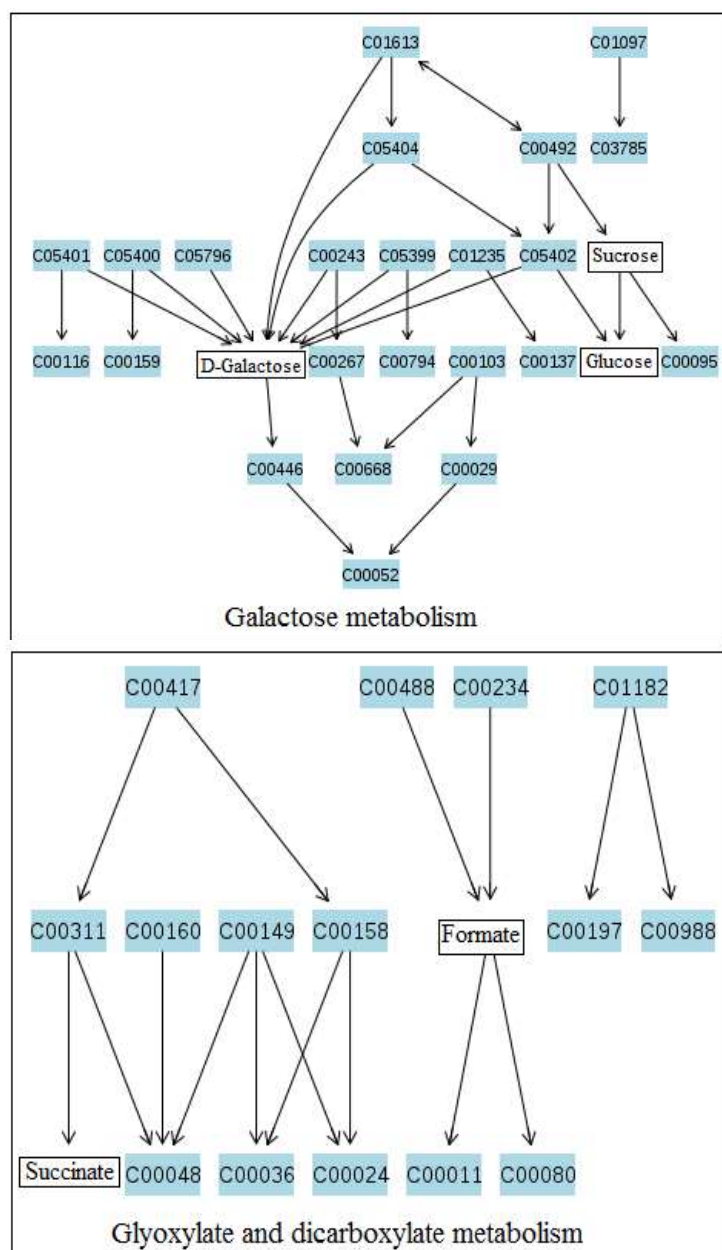 C01613 C01097
C05404 C00492 C03785
C05401 C05400 C05796 C00243 C05399 C01235 C05402 Sucrose
C00116 C00159 D-Galactose C00267 C00794 C00103 C00137 Glucose C00095
C00446 C00668 C00029
C00052
Galactose metabolism
C00417 C00488 C00234 C01182
C00311 C00160 C00149 C00158 Formate C00197 C00988
Succinate C00048 C00036 C00024 C00011 C00080
Glyoxylate and dicarboxylate metabolism